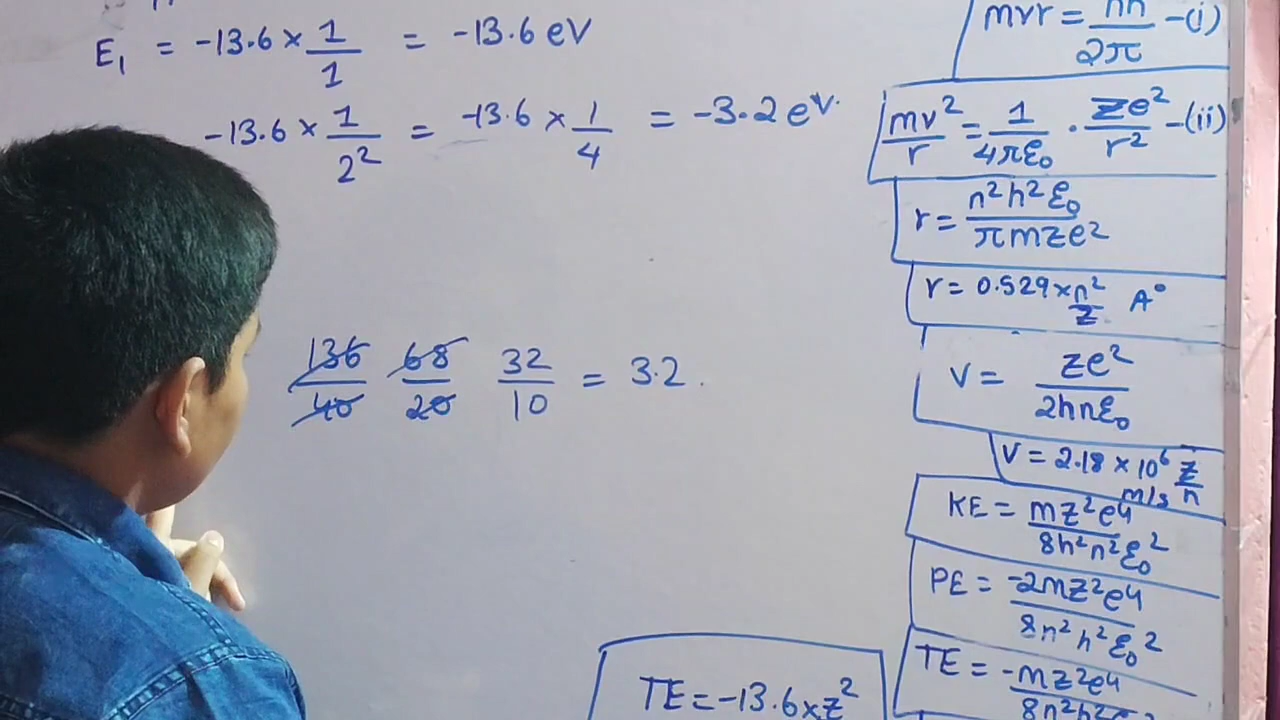 E₁ = -13.6 × 1/1 = -13.6 eV
-13.6 × 1/2² = -13.6 × 1/4 = -3.2 eV.
136/40 68/20 32/10 = 3.2.
mvr = nh/2π -(i)
mv²/r = 1/4πε₀ · ze²/r² -(ii)
r = n²h²ε₀/πmze²
r = 0.529 × n²/z A°
V = ze²/2hnε₀
V = 2.18 × 10⁶ z/n m/s
KE = mz²e⁴/8h²n²ε₀²
PE = -2mz²e⁴/8n²h²ε₀²
TE = -mz²e⁴/8n²h²
TE = -13.6×z²